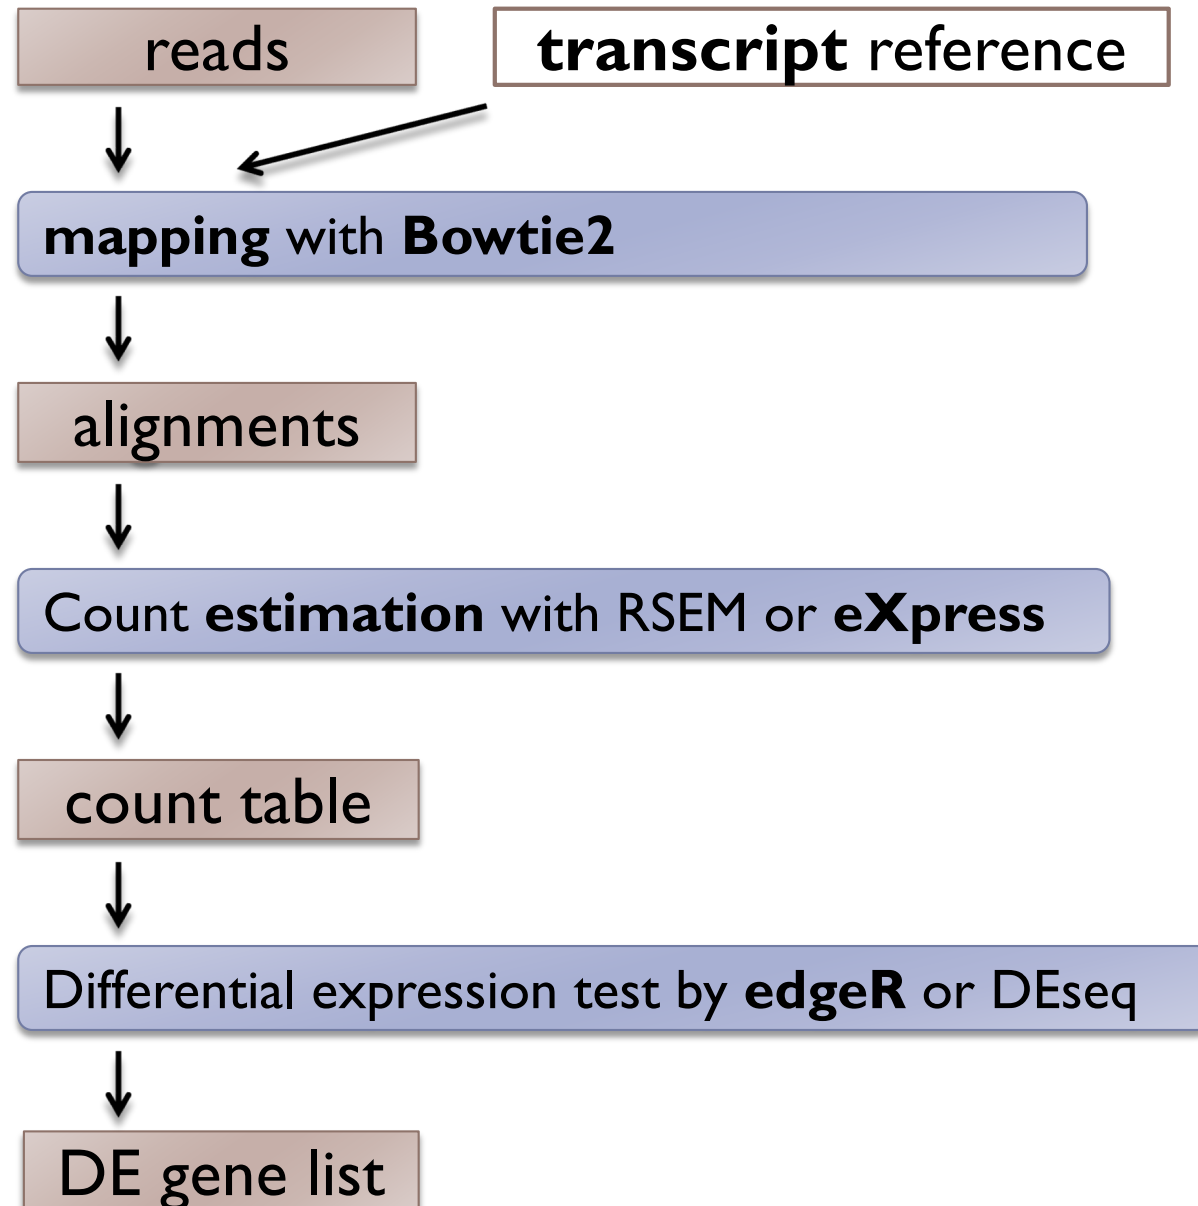 reads
transcript reference
mapping with Bowtie2
alignments
Count estimation with RSEM or eXpress
count table
Differential expression test by edgeR or DEseq
DE gene list